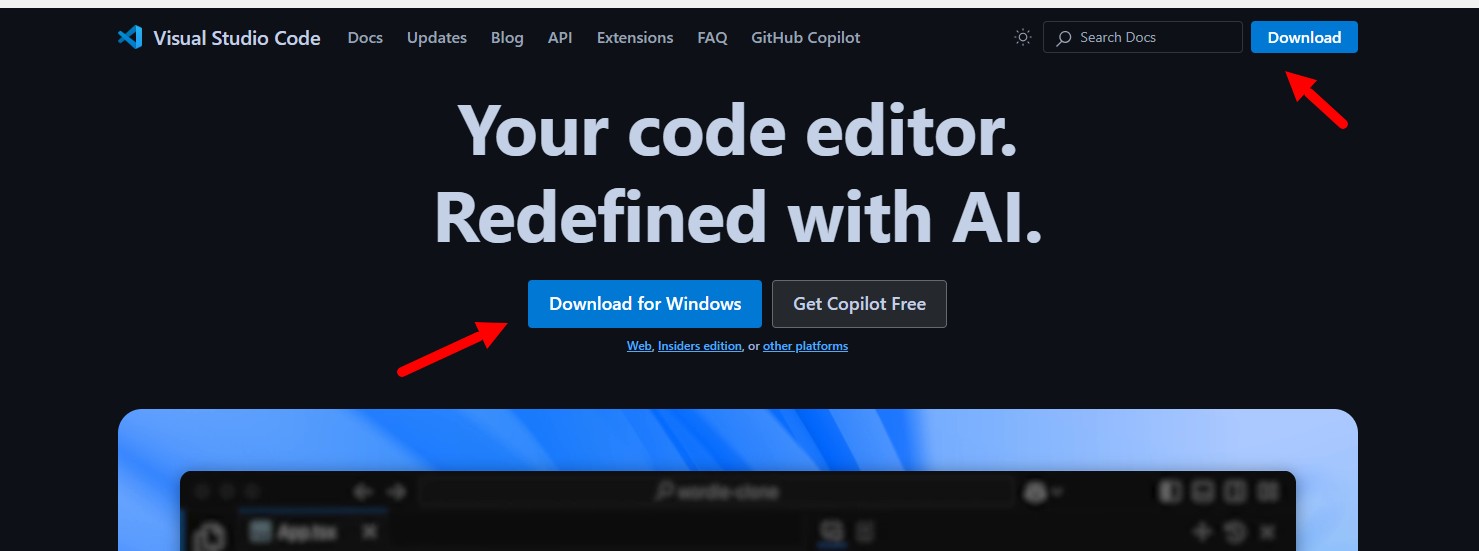 Visual Studio Code Docs Updates Blog API Extensions FAQ GitHub Copilot Search Docs Download
Your code editor.
Redefined with AI.
Download for Windows Get Copilot Free
Web, Insiders edition, or other platforms
wordle-clone
App.tsx